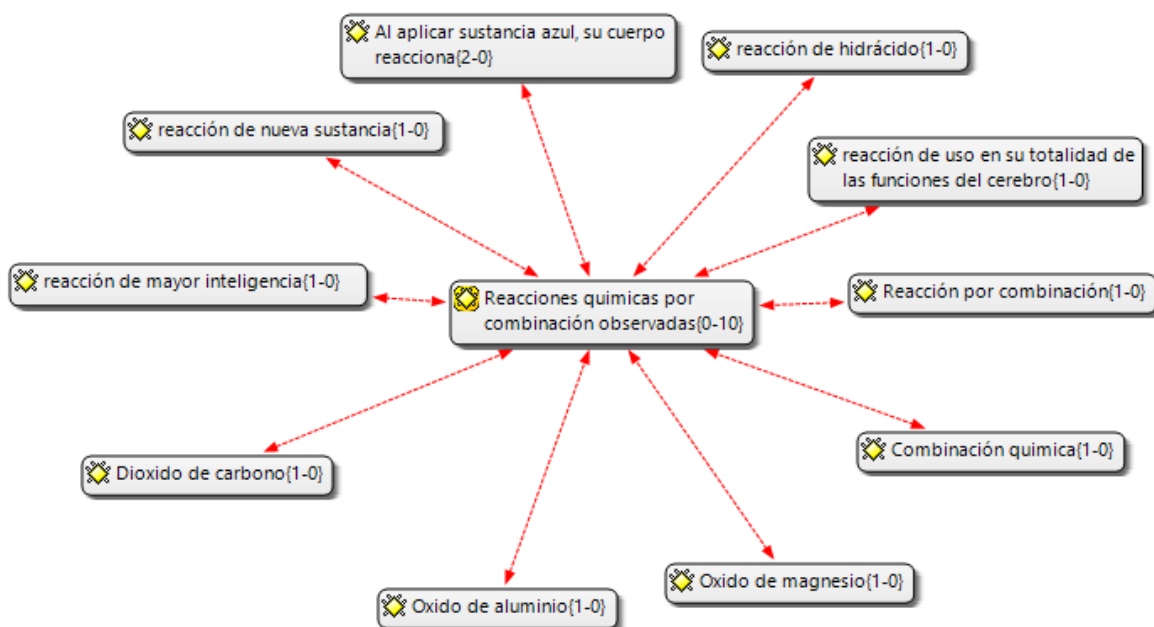 Al aplicar sustancia azul, su cuerpo
reacciona{2-0}
reacción de hidrácido{1-0}
reacción de nueva sustancia{1-0}
reacción de uso en su totalidad de
las funciones del cerebro{1-0}
reacción de mayor inteligencia{1-0}
Reacciones quimicas por
combinación observadas{0-10}
Reacción por combinación{1-0}
Combinación quimica{1-0}
Dioxido de carbono{1-0}
Oxido de magnesio{1-0}
Oxido de aluminio{1-0}